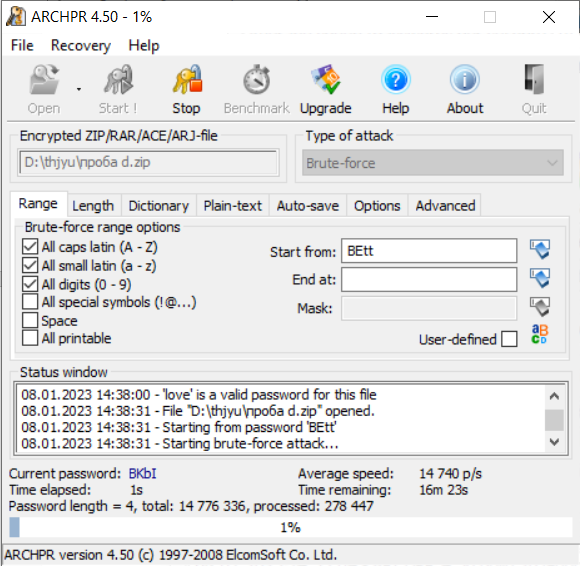 ARCHPR 4.50 - 1%
File Recovery Help
Open Start ! Stop Benchmark Upgrade Help About Quit
Encrypted ZIP/RAR/ACE/ARJ-file
D:\thjyu\проба d.zip
Type of attack
Brute-force
Range Length Dictionary Plain-text Auto-save Options Advanced
Brute-force range options
All caps latin (A - Z)
All small latin (a - z)
All digits (0 - 9)
All special symbols (!@...)
Space
All printable
Start from: BEtt
End at:
Mask:
User-defined
aB
CD
Status window
08.01.2023 14:38:00 - 'love' is a valid password for this file
08.01.2023 14:38:31 - File "D:\thjyu\проба d.zip" opened.
08.01.2023 14:38:31 - Starting from password 'BEtt'
08.01.2023 14:38:31 - Starting brute-force attack...
Current password: BKbI Average speed: 14 740 p/s
Time elapsed: 1s Time remaining: 16m 23s
Password length = 4, total: 14 776 336, processed: 278 447
1%
ARCHPR version 4.50 (c) 1997-2008 ElcomSoft Co. Ltd.